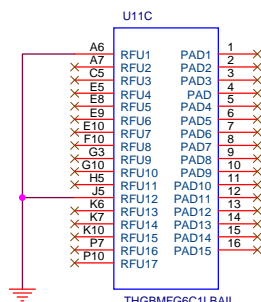 U11C
A6 RFU1 PAD1 1
A7 RFU2 PAD2 2
C5 RFU3 PAD3 3
E5 RFU4 PAD 4
E8 RFU5 PAD4 5
E9 RFU6 PAD5 6
E10 RFU7 PAD6 7
F10 RFU8 PAD7 8
G3 RFU9 PAD8 9
G10 RFU10 PAD9 10
H5 RFU11 PAD10 11
J5 RFU12 PAD11 12
K6 RFU13 PAD12 13
K7 RFU14 PAD13 14
K10 RFU15 PAD14 15
P7 RFU16 PAD15 16
P10 RFU17